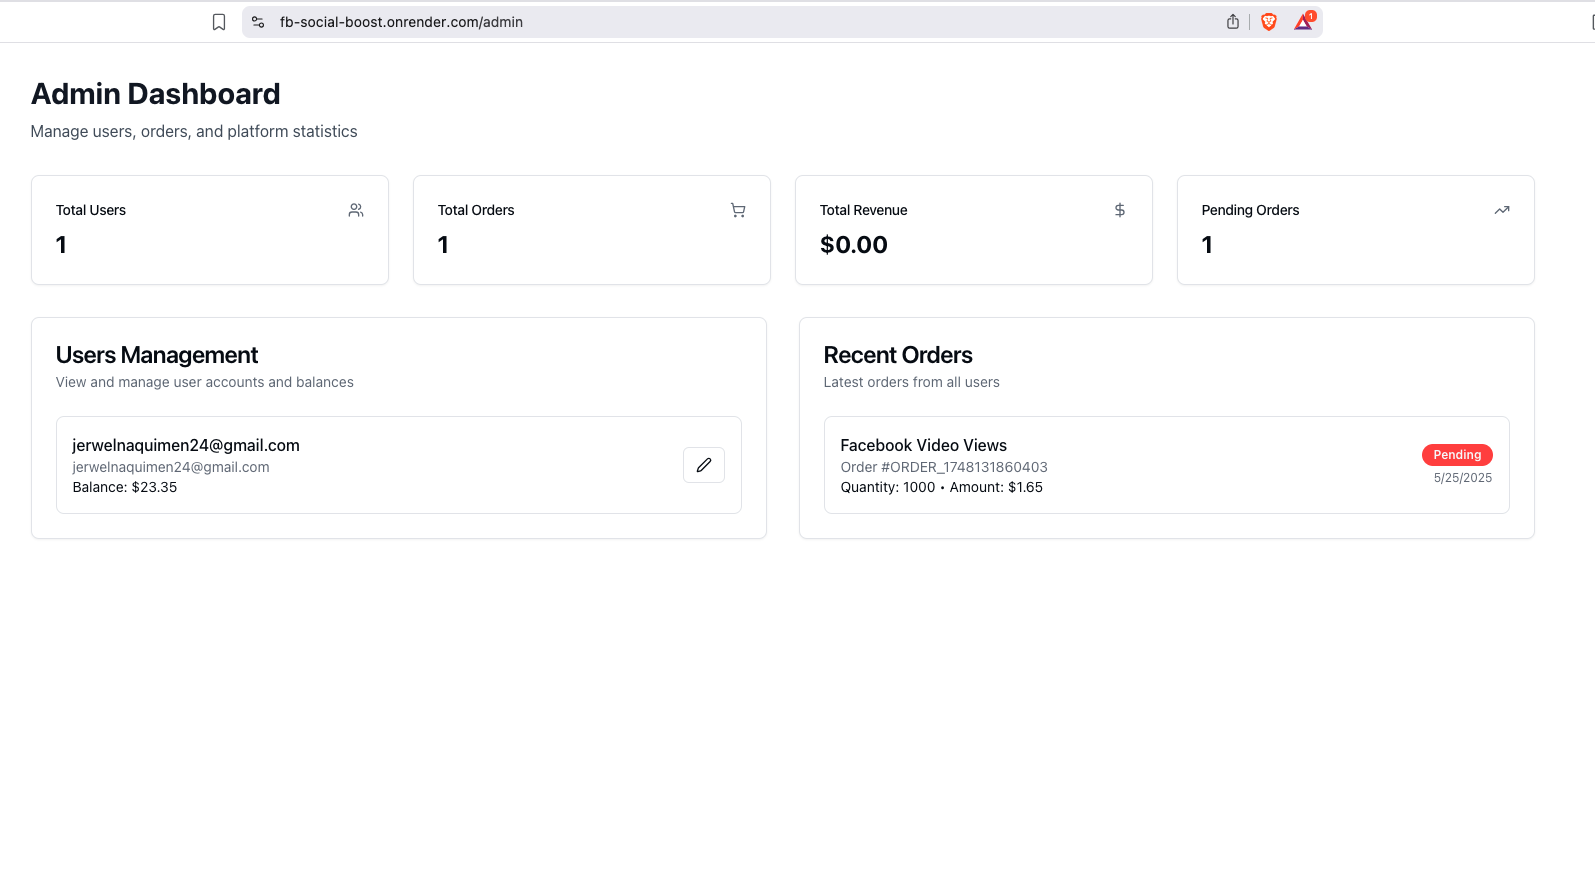 fb-social-boost.onrender.com/admin
1
Admin Dashboard
Manage users, orders, and platform statistics
Total Users
1
Total Orders
1
Total Revenue
$0.00
Pending Orders
1
Users Management
View and manage user accounts and balances
jerwelnaquimen24@gmail.com
jerwelnaquimen24@gmail.com
Balance: $23.35
Recent Orders
Latest orders from all users
Facebook Video Views
Order #ORDER_1748131860403
Quantity: 1000 • Amount: $1.65
Pending
5/25/2025